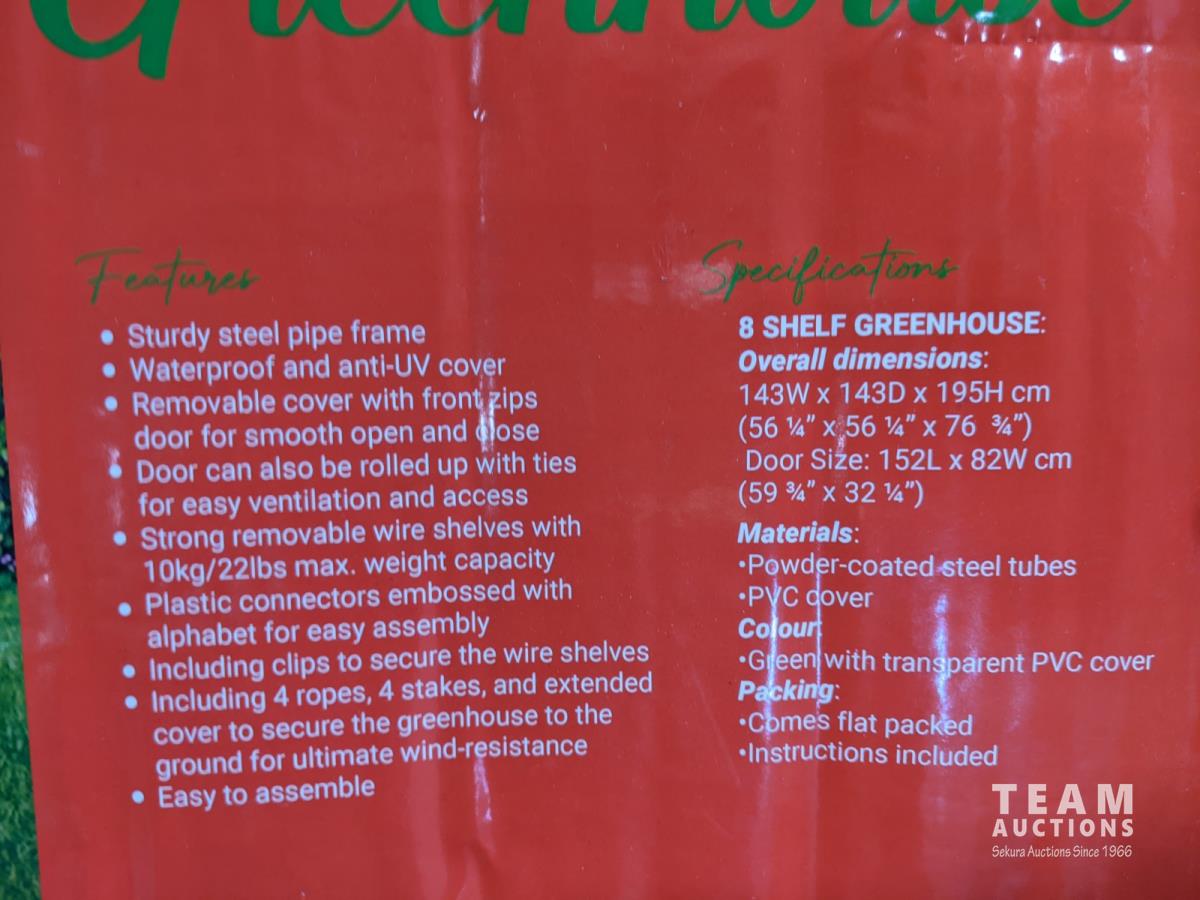 Greenhouse
Features
• Sturdy steel pipe frame
• Waterproof and anti-UV cover
• Removable cover with front zips
door for smooth open and close
• Door can also be rolled up with ties
for easy ventilation and access
• Strong removable wire shelves with
10kg/22lbs max. weight capacity
• Plastic connectors embossed with
alphabet for easy assembly
• Including clips to secure the wire shelves
• Including 4 ropes, 4 stakes, and extended
cover to secure the greenhouse to the
ground for ultimate wind-resistance
• Easy to assemble
Specifications
8 SHELF GREENHOUSE:
Overall dimensions:
143W x 143D x 195H cm
(56 ¼” x 56 ¼” x 76 ¾”)
Door Size: 152L x 82W cm
(59 ¾” x 32 ¼”)
Materials:
•Powder-coated steel tubes
•PVC cover
Colour:
•Green with transparent PVC cover
Packing:
•Comes flat packed
•Instructions included
TEAM
AUCTIONS
Sekura Auctions Since 1966